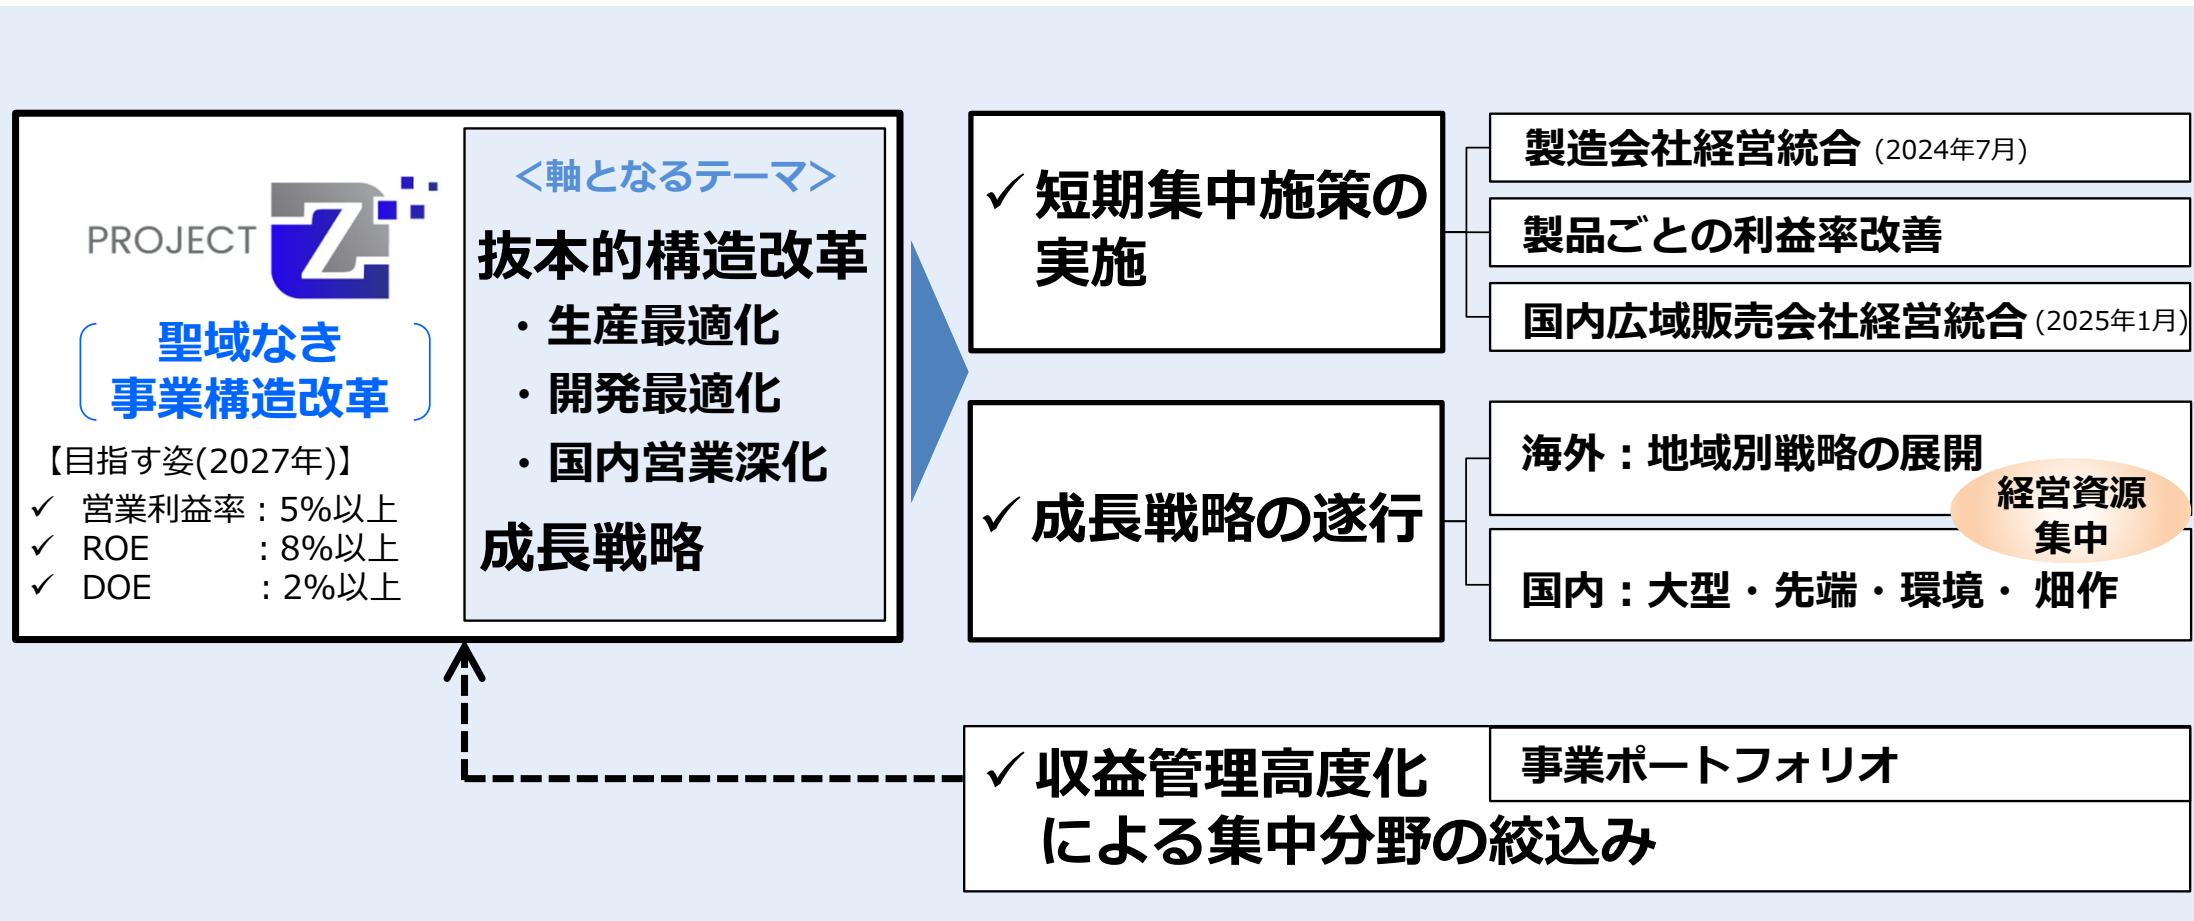 PROJECT Z
聖域なき
事業構造改革
【目指す姿(2027年)】
✓ 営業利益率：5%以上
✓ ROE ：8%以上
✓ DOE ：2%以上
＜軸となるテーマ＞
抜本的構造改革
・生産最適化
・開発最適化
・国内営業深化
成長戦略
✓短期集中施策の
実施
製造会社経営統合 (2024年7月)
製品ごとの利益率改善
国内広域販売会社経営統合 (2025年1月)
✓成長戦略の遂行
海外：地域別戦略の展開
経営資源
集中
国内：大型・先端・環境・ 畑作
✓収益管理高度化
による集中分野の絞込み
事業ポートフォリオ